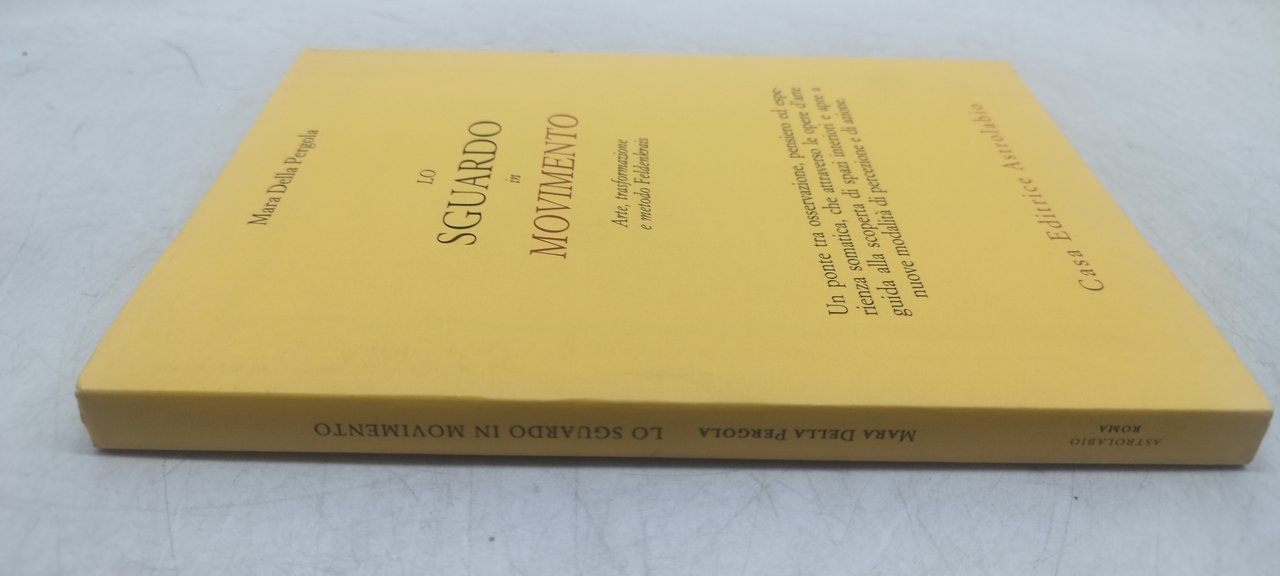 Mara Della Pergola
LO
SGUARDO
in
MOVIMENTO
Arte, trasformazione
e metodo Feldenkrais
Un ponte tra osservazione, pensiero ed espe-
rienza somatica, che attraverso le opere d'arte
guida alla scoperta di spazi interiori e apre a
nuove modalità di percezione e di azione.
Casa Editrice Astrolabio
ASTROLABIO
ROMA
MARA DELLA PERGOLA
LO SGUARDO IN MOVIMENTO